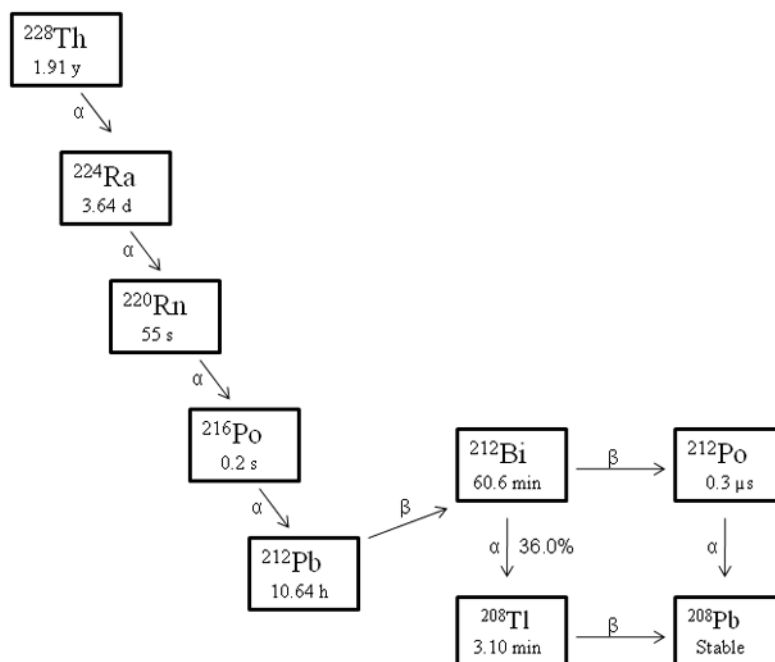 ²²⁸Th
1.91 y
α
²²⁴Ra
3.64 d
α
²²⁰Rn
55 s
α
²¹⁶Po
0.2 s
α
²¹²Pb
10.64 h
β
²¹²Bi
60.6 min
β
²¹²Po
0.3 μs
α 36.0%
α
²⁰⁸Tl
3.10 min
β
²⁰⁸Pb
Stable